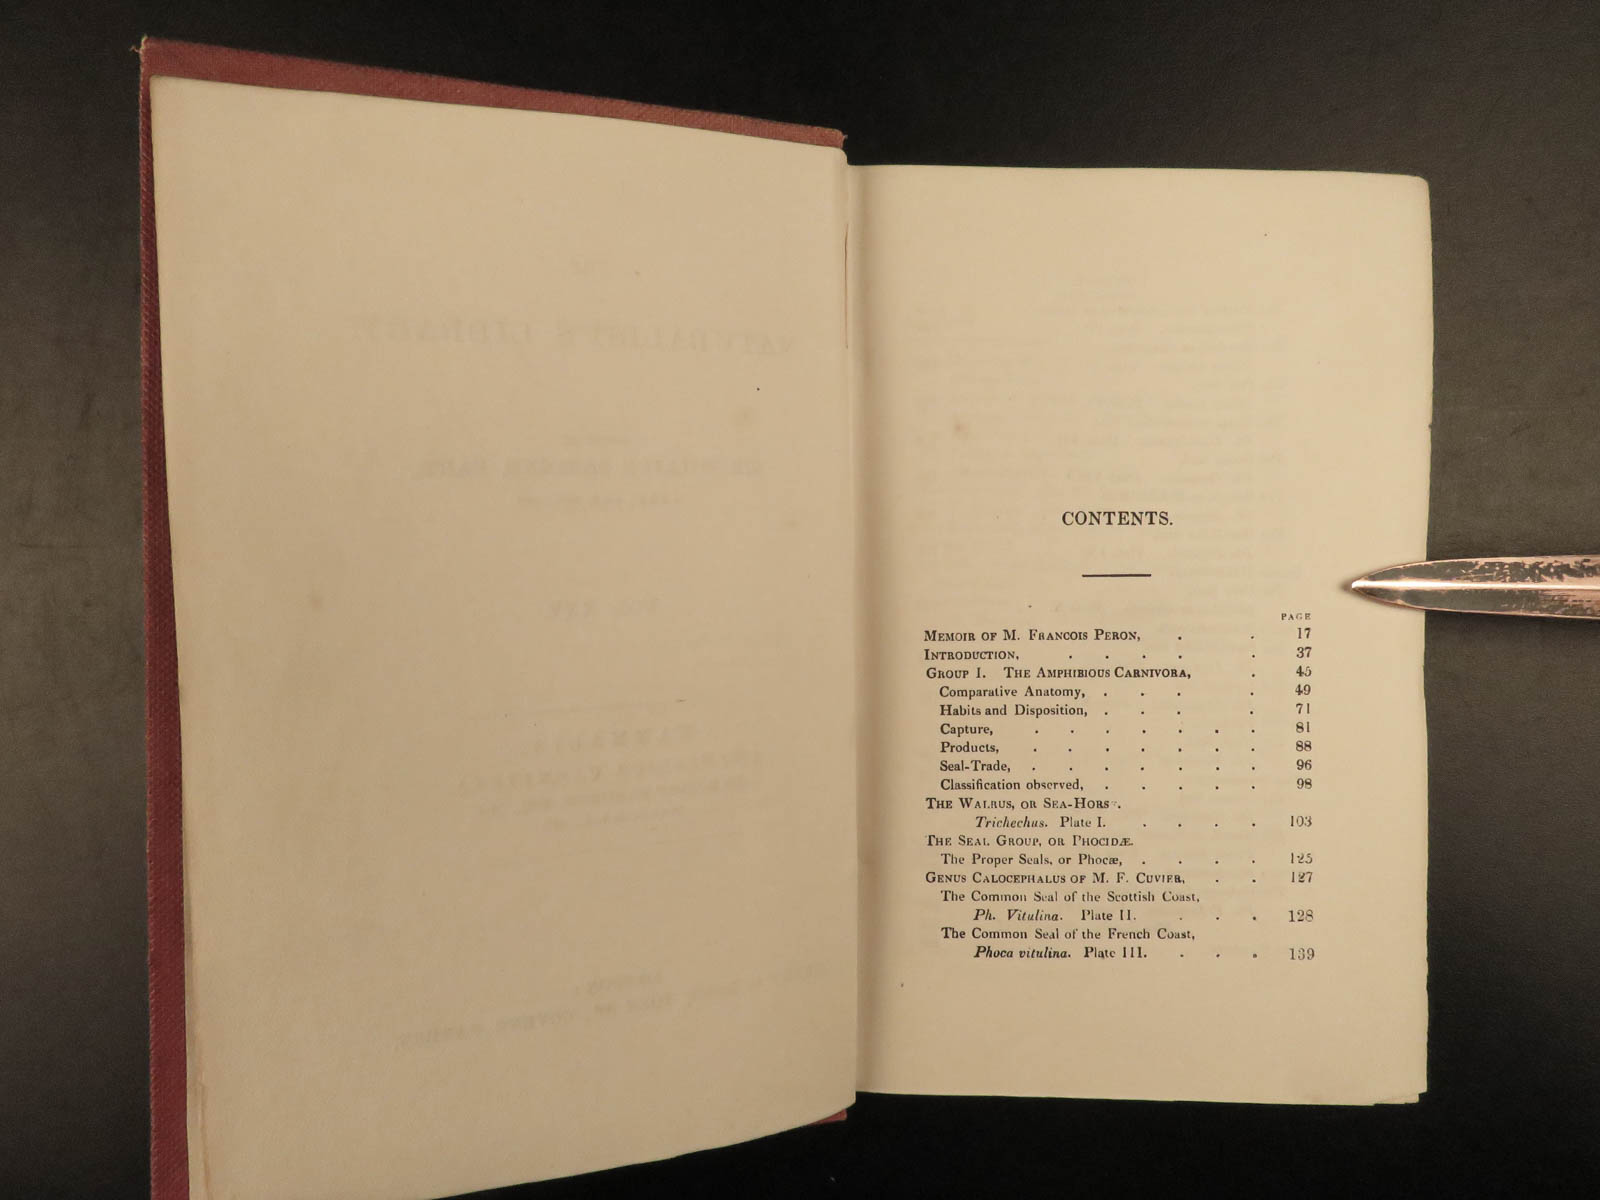 CONTENTS.
PAGE
MEMOIR OF M. FRANCOIS PERON, . . 17
INTRODUCTION, . . . . . 37
GROUP I. THE AMPHIBIOUS CARNIVORA, . 45
Comparative Anatomy, . . . . 49
Habits and Disposition, . . . . 71
Capture, . . . . . . . 81
Products, . . . . . . . 88
Seal-Trade, . . . . . . . 96
Classification observed, . . . . . 98
THE WALRUS, OR SEA-HORS .
Trichechus. Plate I. . . . . 103
THE SEAL GROUP, OR PHOCIDÆ.
The Proper Seals, or Phocæ, . . . . 125
GENUS CALOCEPHALUS OF M. F. CUVIER, . . 127
The Common Seal of the Scottish Coast,
Ph. Vitulina. Plate II. . . . 128
The Common Seal of the French Coast,
Phoca vitulina. Plate III. . . . 139